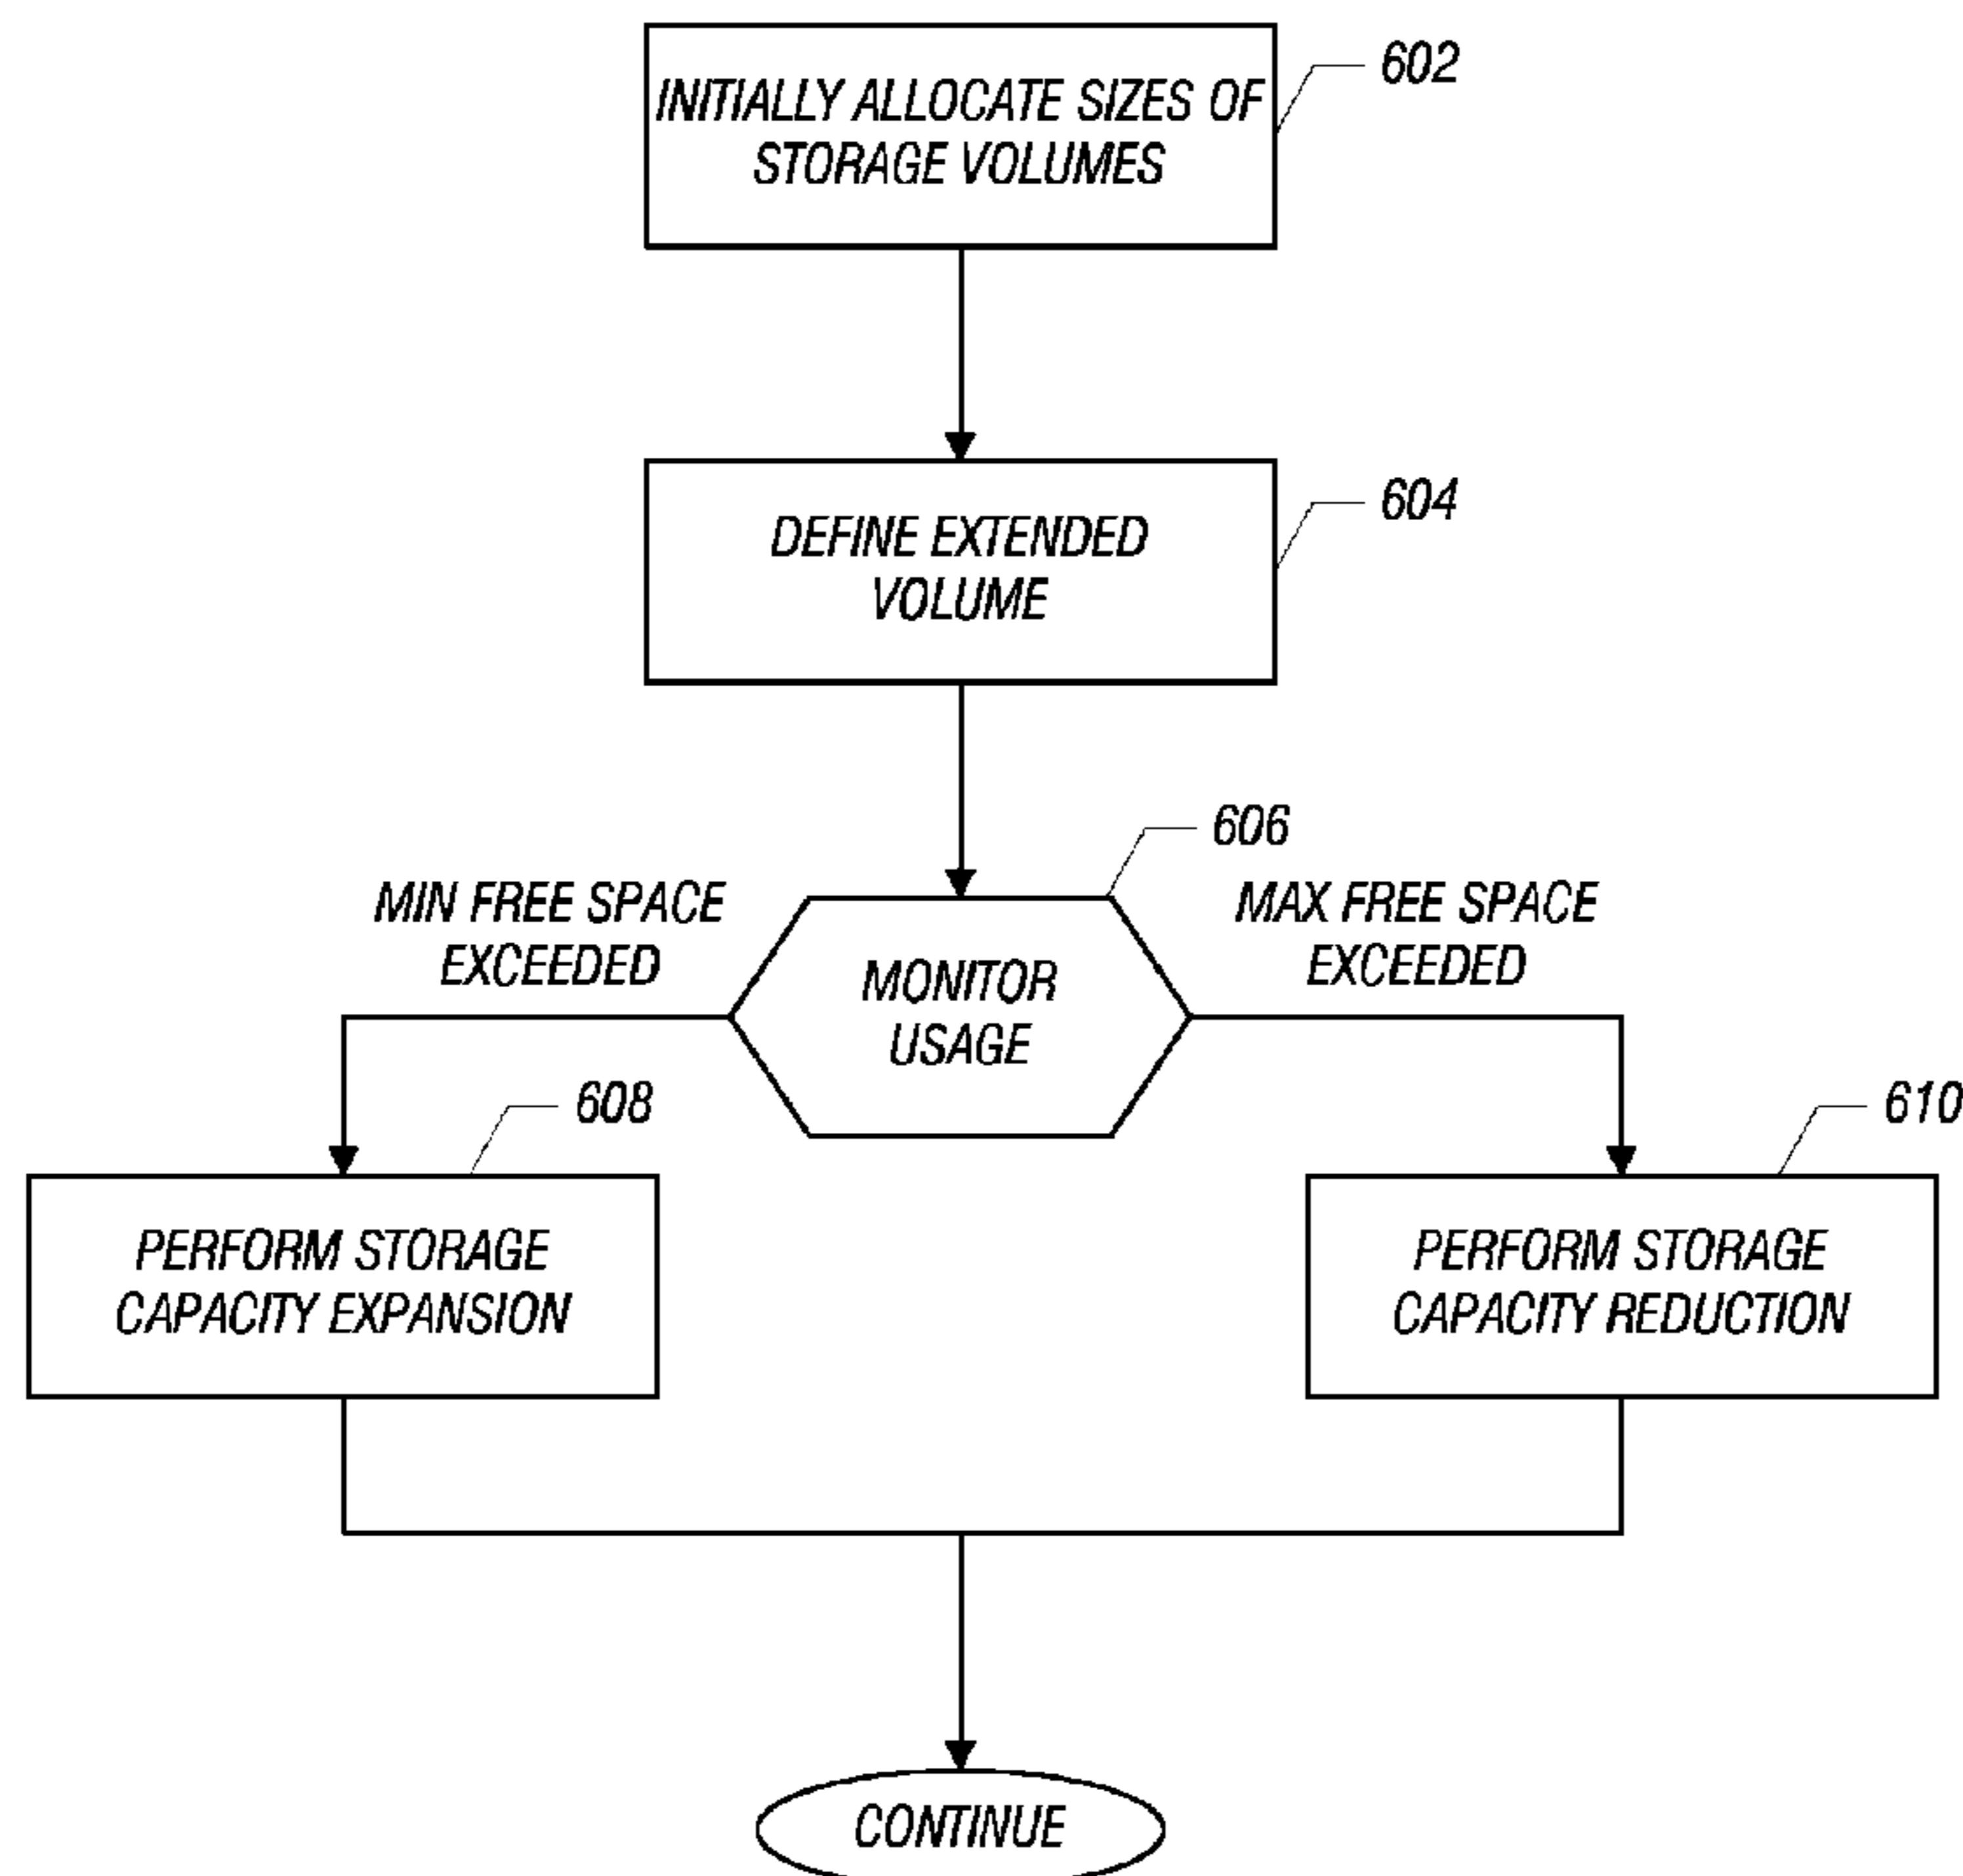 INITIALLY ALLOCATE SIZES OF
STORAGE VOLUMES
602
DEFINE EXTENDED
VOLUME
604
606
MIN FREE SPACE
EXCEEDED
MONITOR
USAGE
MAX FREE SPACE
EXCEEDED
608
610
PERFORM STORAGE
CAPACITY EXPANSION
PERFORM STORAGE
CAPACITY REDUCTION
CONTINUE